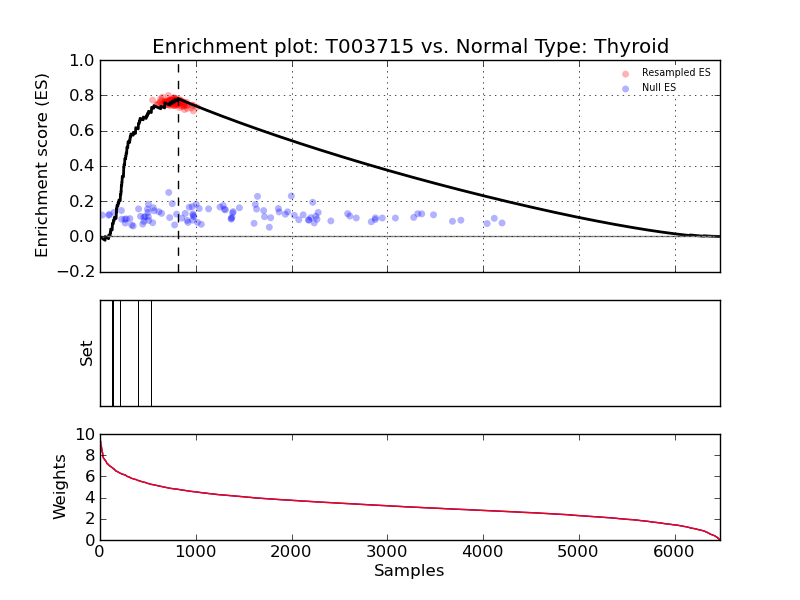 Enrichment plot: T003715 vs. Normal Type: Thyroid
Enrichment score (ES)
1.0
0.8
0.6
0.4
0.2
0.0
−0.2
Resampled ES
Null ES
Set
Weights
10
8
6
4
2
0
0 1000 2000 3000 4000 5000 6000
Samples